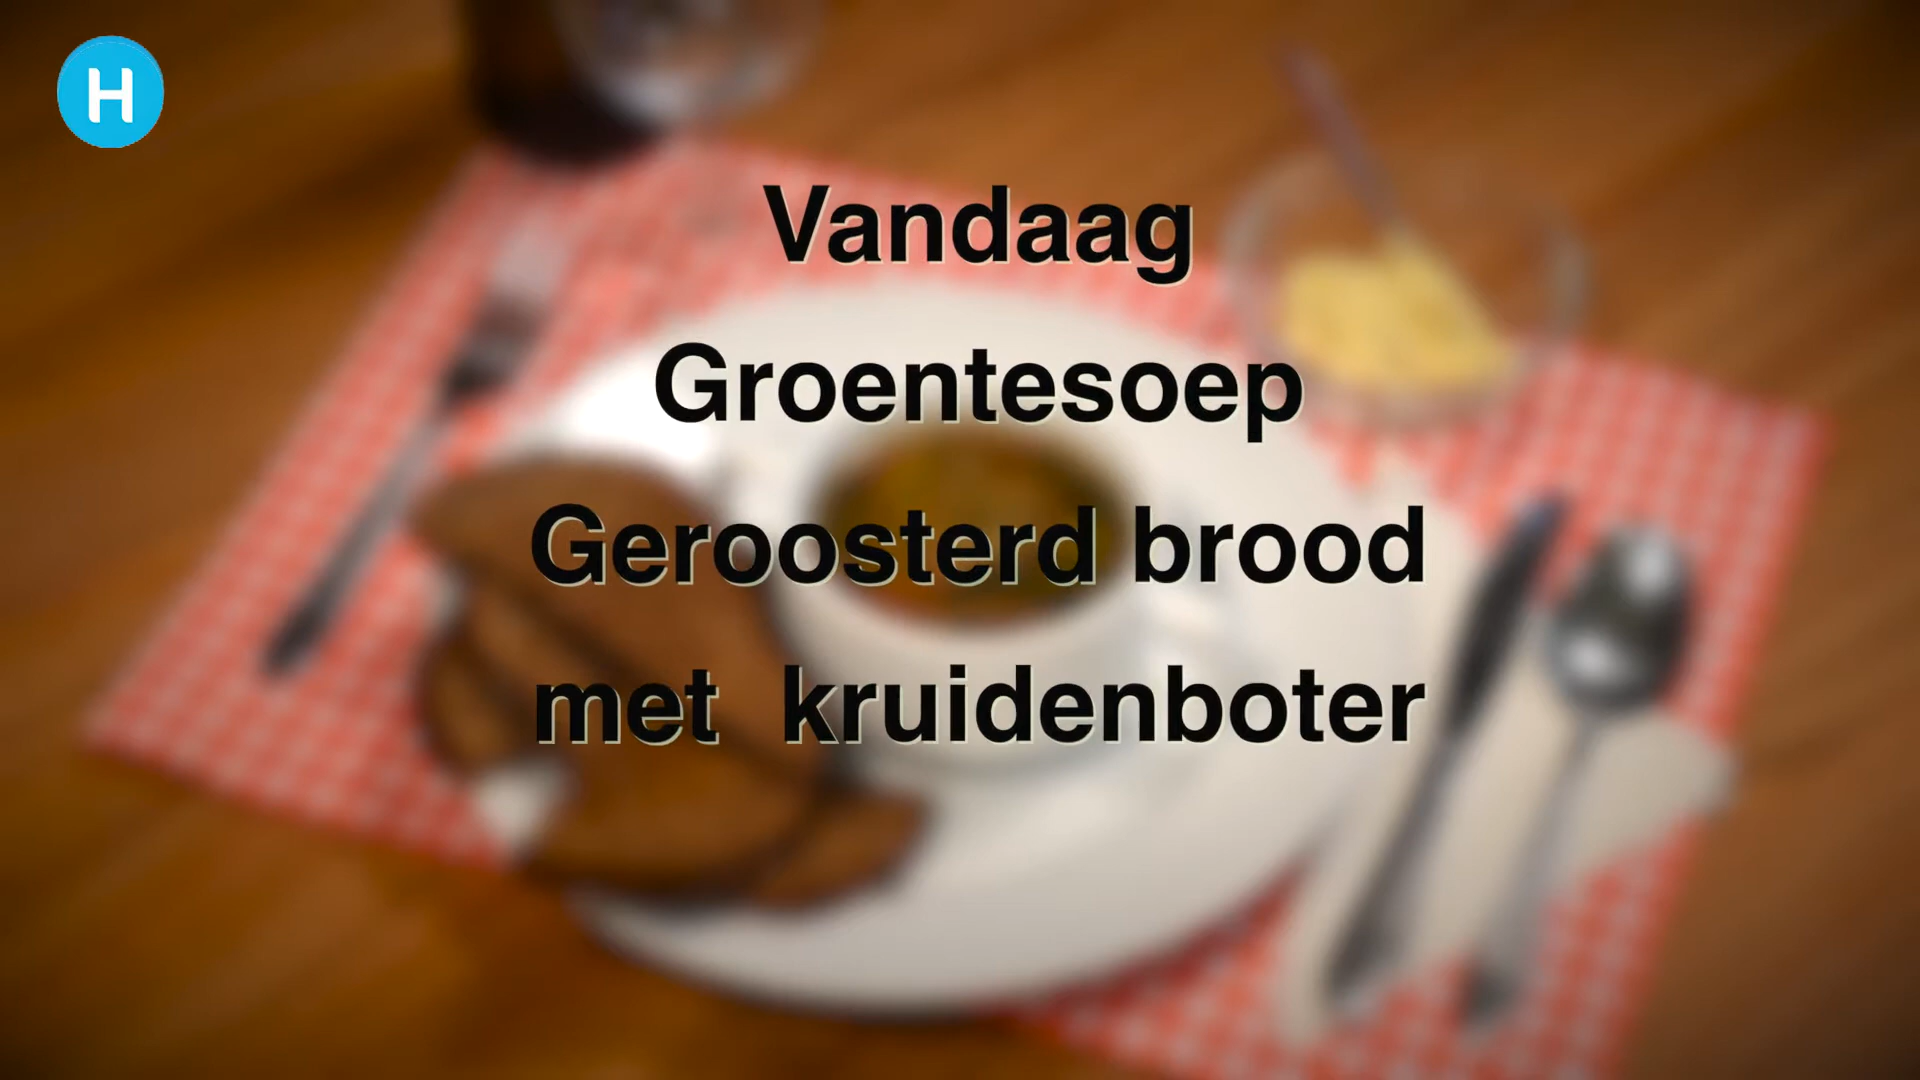 H
Vandaag
Groentesoep
Geroosterd brood
met kruidenboter